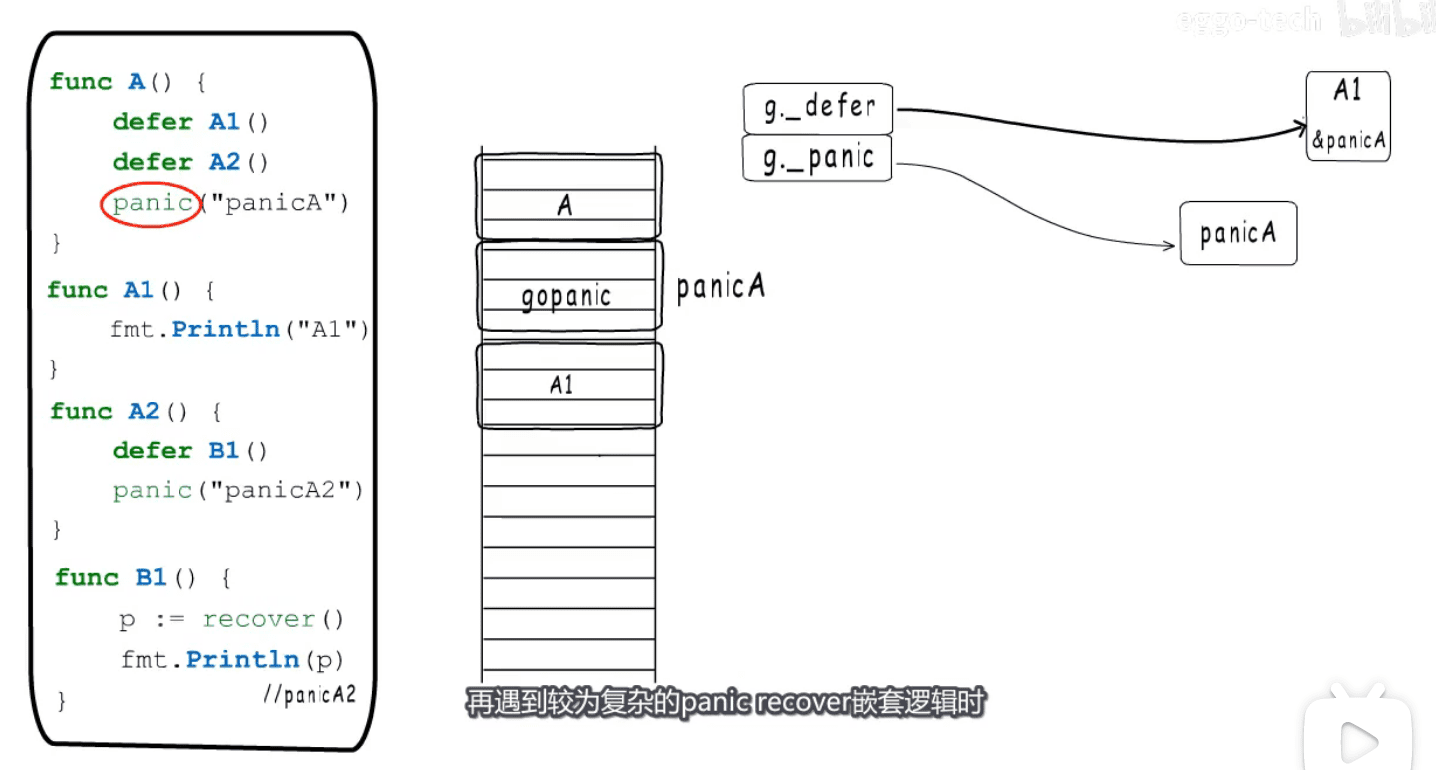 eggo-tech bilibili
func A() {
defer A1()
defer A2()
panic("panicA")
}
func A1() {
fmt.Println("A1")
}
func A2() {
defer B1()
panic("panicA2")
}
func B1() {
p := recover()
fmt.Println(p)
} //panicA2
A
gopanic
panicA
A1
g._defer
g._panic
A1
&panicA
panicA
再遇到较为复杂的panic recover嵌套逻辑时